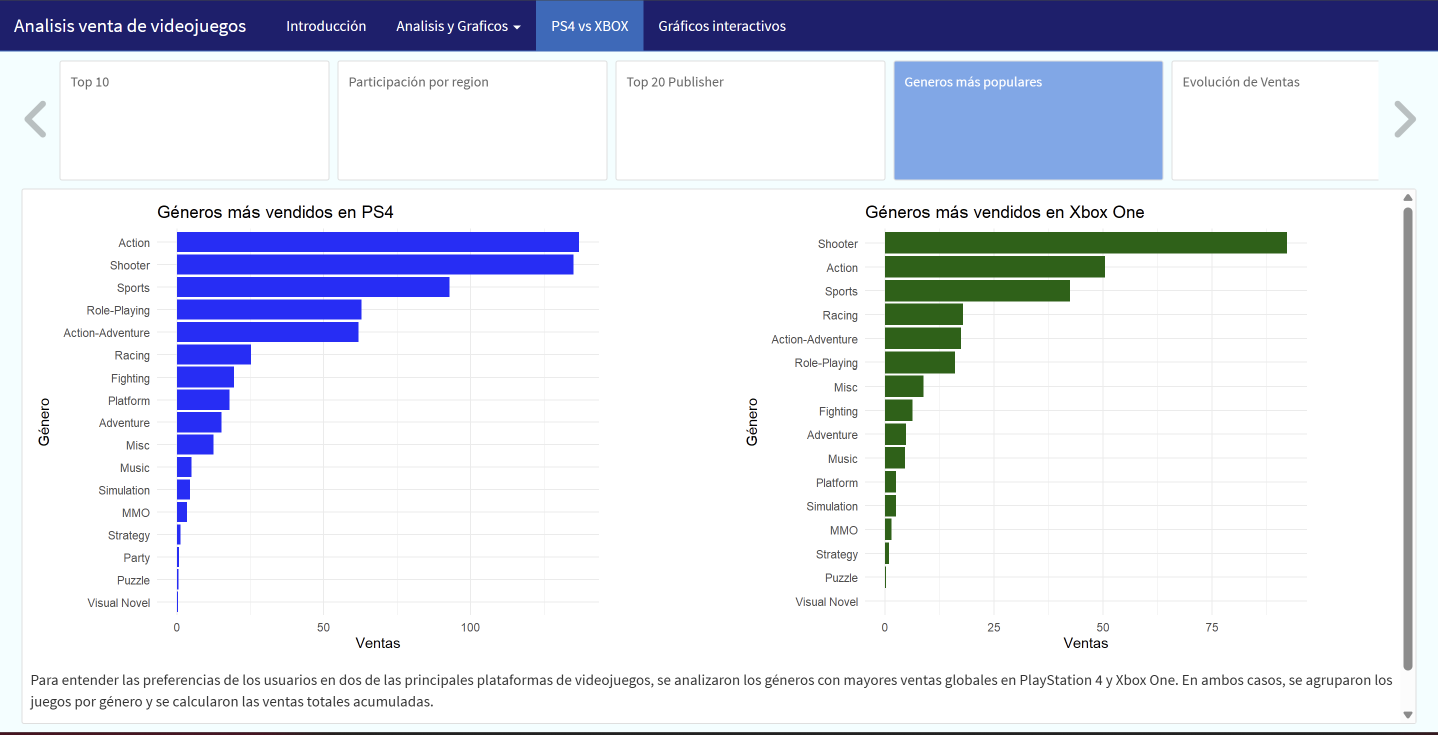 Analisis venta de videojuegos
Introducción
Analisis y Graficos
PS4 vs XBOX
Gráficos interactivos
Top 10
Participación por region
Top 20 Publisher
Generos más populares
Evolución de Ventas
Géneros más vendidos en PS4
Género
Action
Shooter
Sports
Role-Playing
Action-Adventure
Racing
Fighting
Platform
Adventure
Misc
Music
Simulation
MMO
Strategy
Party
Puzzle
Visual Novel
0 50 100
Ventas
Géneros más vendidos en Xbox One
Género
Shooter
Action
Sports
Racing
Action-Adventure
Role-Playing
Misc
Fighting
Adventure
Music
Platform
Simulation
MMO
Strategy
Puzzle
Visual Novel
0 25 50 75
Ventas
Para entender las preferencias de los usuarios en dos de las principales plataformas de videojuegos, se analizaron los géneros con mayores ventas globales en PlayStation 4 y Xbox One. En ambos casos, se agruparon los
juegos por género y se calcularon las ventas totales acumuladas.